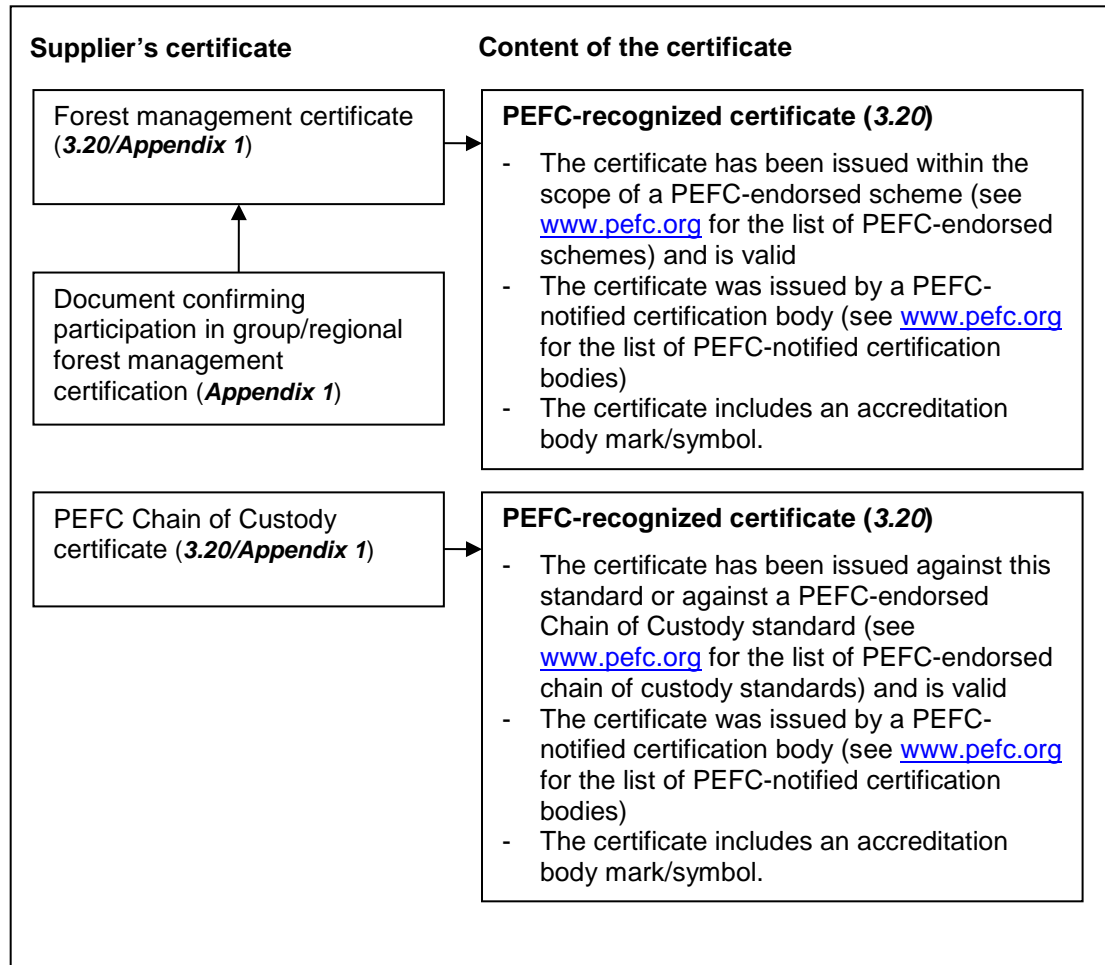 Supplier's certificate
Content of the certificate
Forest management certificate
(3.20/Appendix 1)
PEFC-recognized certificate (3.20)
- The certificate has been issued within the
scope of a PEFC-endorsed scheme (see
www.pefc.org for the list of PEFC-endorsed
schemes) and is valid
- The certificate was issued by a PEFC-
notified certification body (see www.pefc.org
for the list of PEFC-notified certification
bodies)
- The certificate includes an accreditation
body mark/symbol.
Document confirming
participation in group/regional
forest management
certification (Appendix 1)
PEFC Chain of Custody
certificate (3.20/Appendix 1)
PEFC-recognized certificate (3.20)
- The certificate has been issued against this
standard or against a PEFC-endorsed
Chain of Custody standard (see
www.pefc.org for the list of PEFC-endorsed
chain of custody standards) and is valid
- The certificate was issued by a PEFC-
notified certification body (see www.pefc.org
for the list of PEFC-notified certification
bodies)
- The certificate includes an accreditation
body mark/symbol.